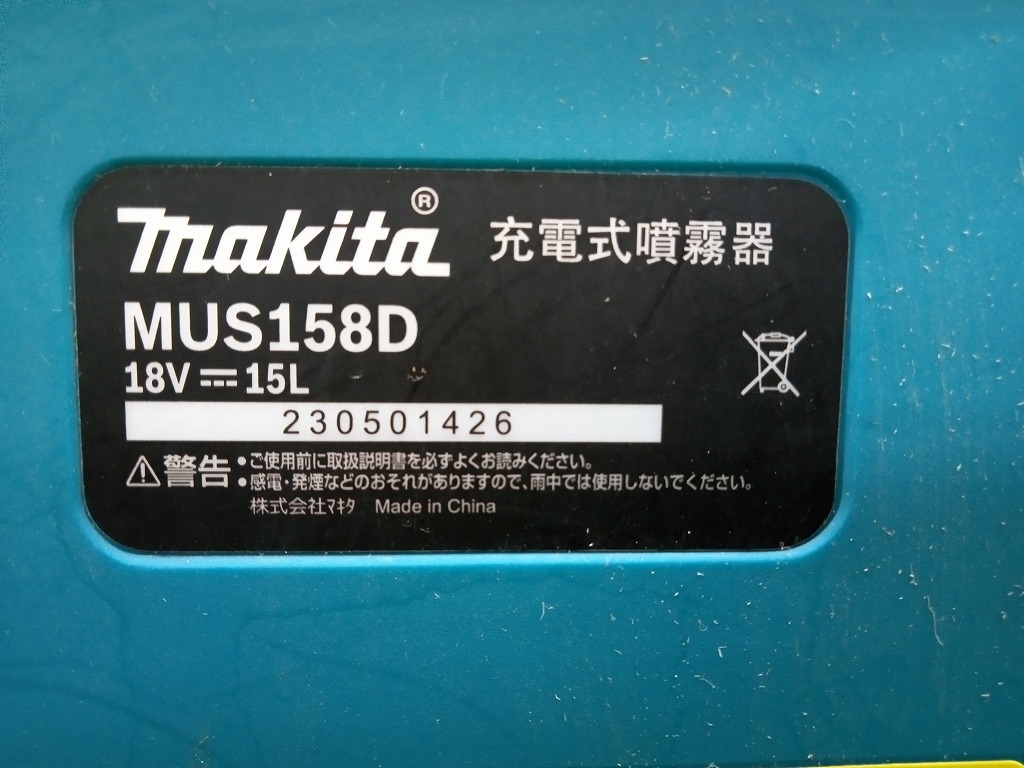 makita® 充電式噴霧器
MUS158D
18V ⎓ 15L
230501426
⚠警告 • ご使用前に取扱説明書を必ずよくお読みください。
• 感電・発煙などのおそれがありますので、雨中では使用しないでください。
株式会社マキタ Made in China